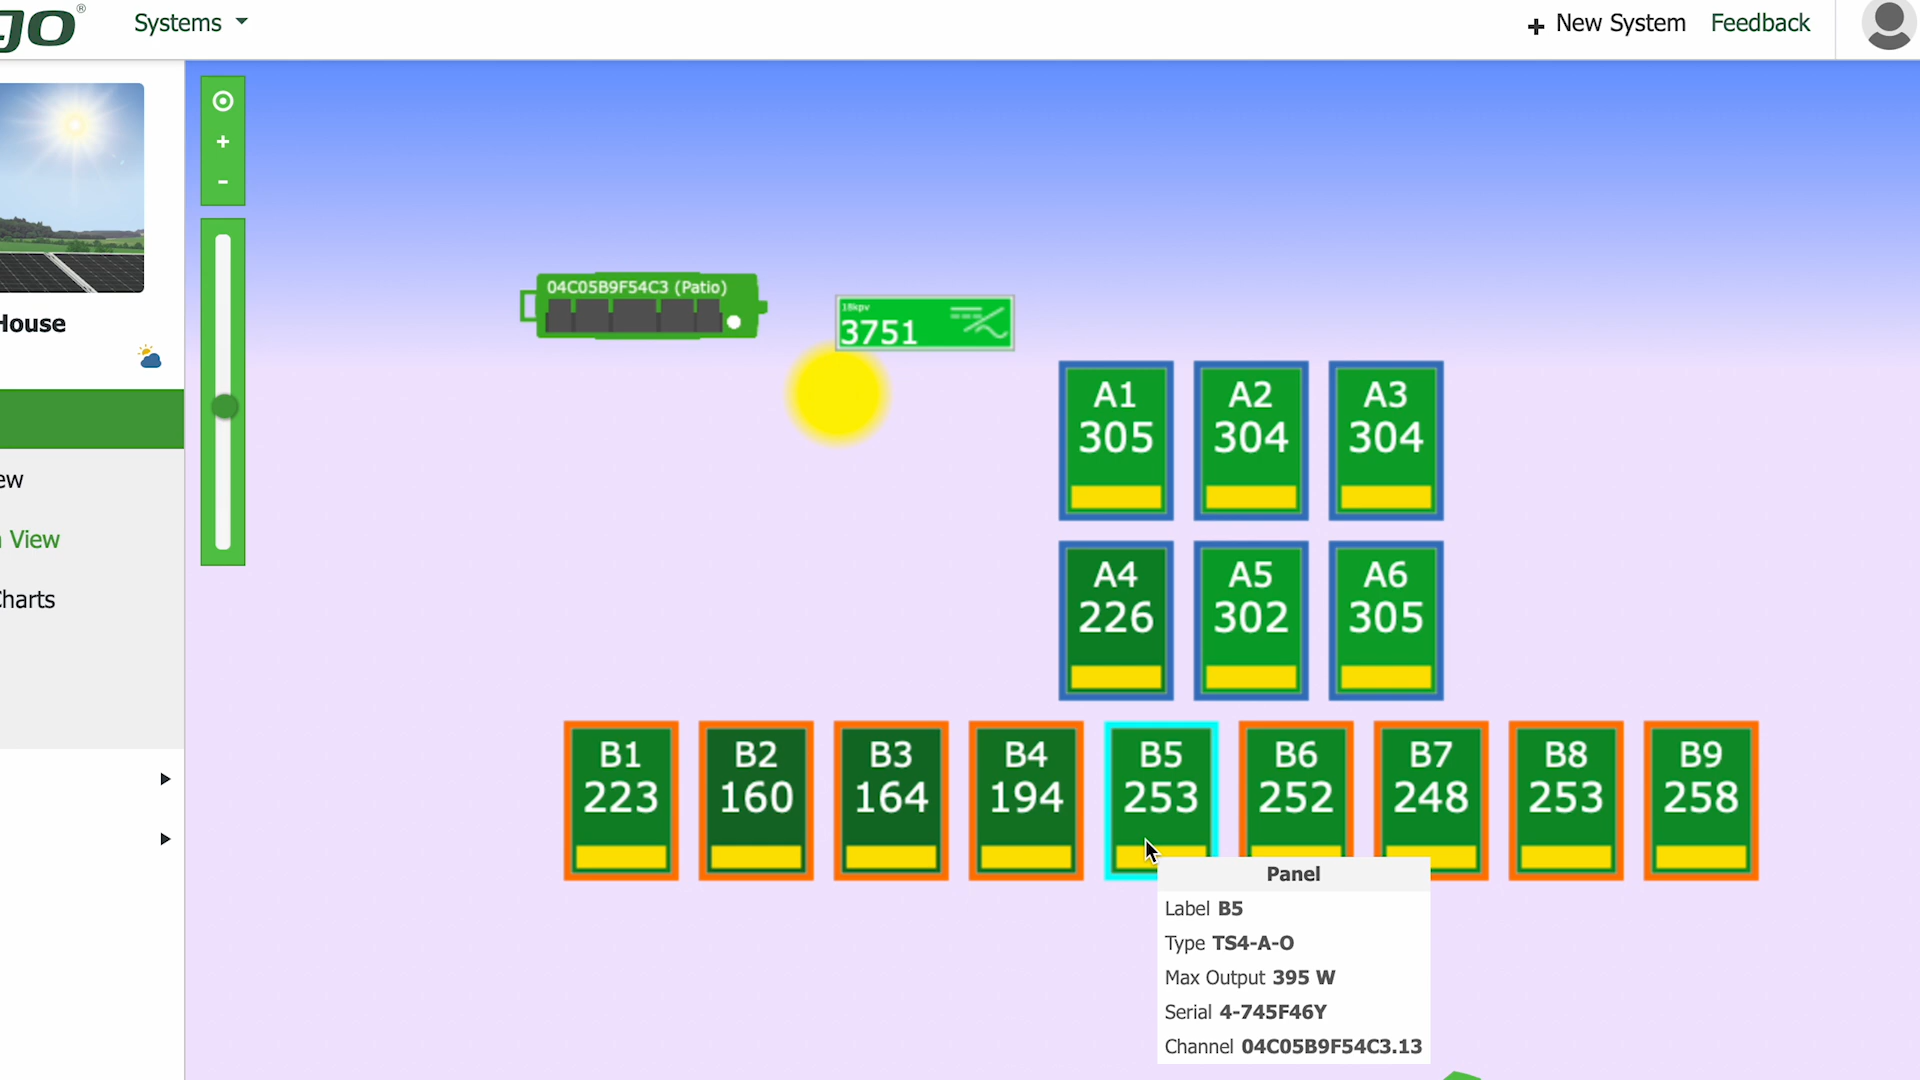 go®
Systems
+ New System
Feedback
+
-
04C05B9F54C3 (Patio)
18kpv
3751
House
View
Charts
A1
305
A2
304
A3
304
A4
226
A5
302
A6
305
B1
223
B2
160
B3
164
B4
194
B5
253
B6
252
B7
248
B8
253
B9
258
Panel
Label B5
Type TS4-A-O
Max Output 395 W
Serial 4-745F46Y
Channel 04C05B9F54C3.13